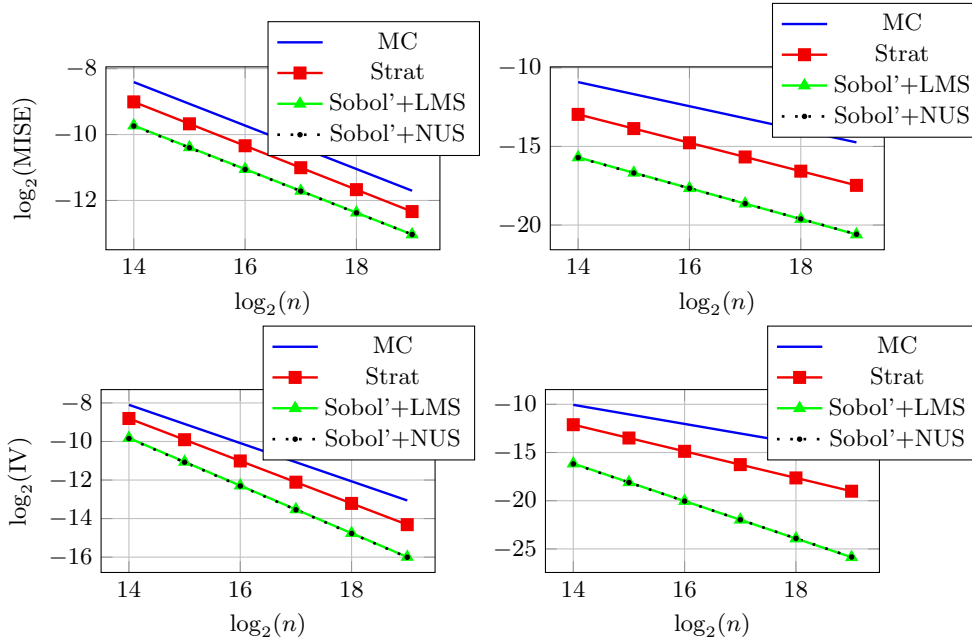 MC
Strat
Sobol'+LMS
Sobol'+NUS
−8
−10
−12
log₂(MISE)
14
16
18
log₂(n)
MC
Strat
Sobol'+LMS
Sobol'+NUS
−10
−15
−20
14
16
18
log₂(n)
MC
Strat
Sobol'+LMS
Sobol'+NUS
−8
−10
−12
−14
−16
log₂(IV)
14
16
18
log₂(n)
MC
Strat
Sobol'+LMS
Sobol'+NUS
−10
−15
−20
−25
14
16
18
log₂(n)